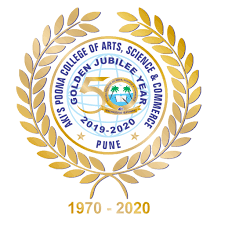 AKI'S POONA COLLEGE OF ARTS, SCIENCE & COMMERCE
GOLDEN JUBILEE YEAR
50
2019-2020
PUNE
1970 - 2020